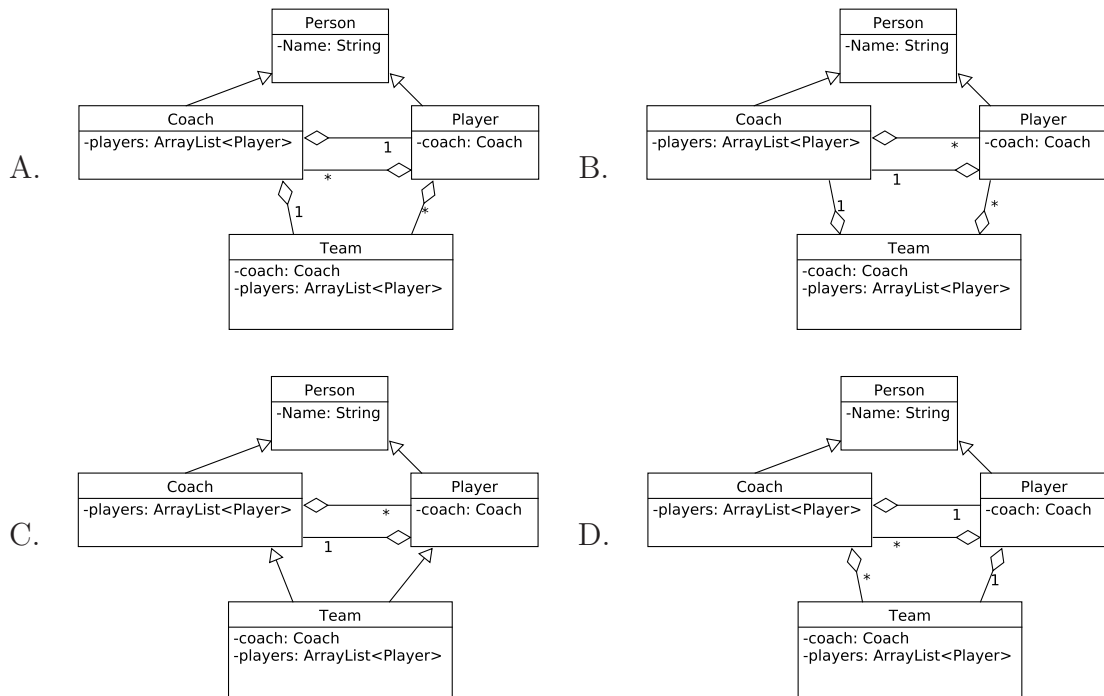 A.
Person
-Name: String
Coach
-players: ArrayList<Player>
Player
-coach: Coach
1
*
1
*
Team
-coach: Coach
-players: ArrayList<Player>
B.
Person
-Name: String
Coach
-players: ArrayList<Player>
Player
-coach: Coach
*
1
1
*
Team
-coach: Coach
-players: ArrayList<Player>
C.
Person
-Name: String
Coach
-players: ArrayList<Player>
Player
-coach: Coach
*
1
Team
-coach: Coach
-players: ArrayList<Player>
D.
Person
-Name: String
Coach
-players: ArrayList<Player>
Player
-coach: Coach
1
*
*
1
Team
-coach: Coach
-players: ArrayList<Player>